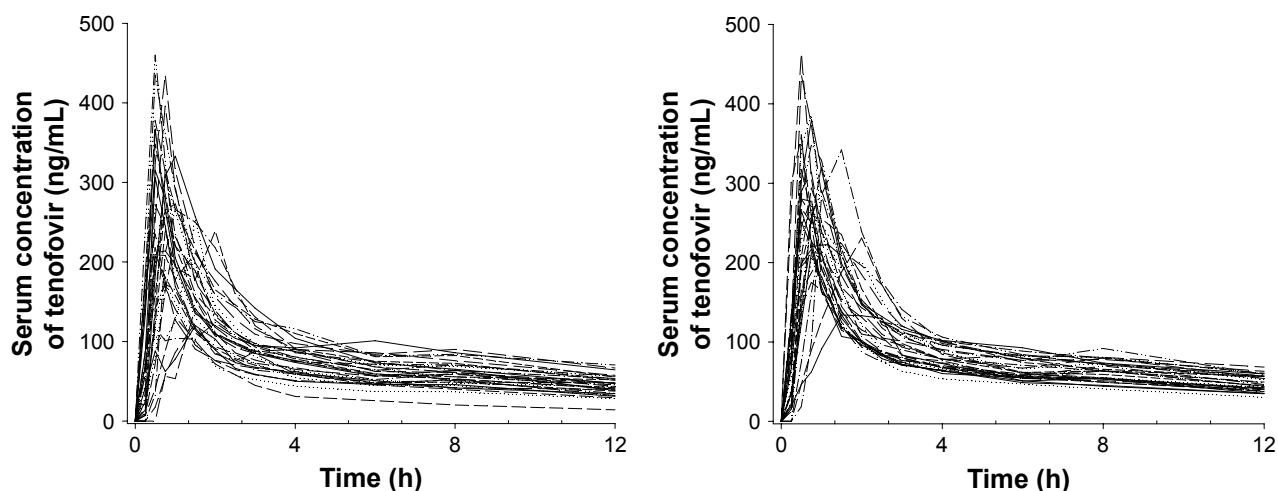 500
400
300
200
100
0
Serum concentration
of tenofovir (ng/mL)
0 4 8 12
Time (h)
500
400
300
200
100
0
Serum concentration
of tenofovir (ng/mL)
0 4 8 12
Time (h)